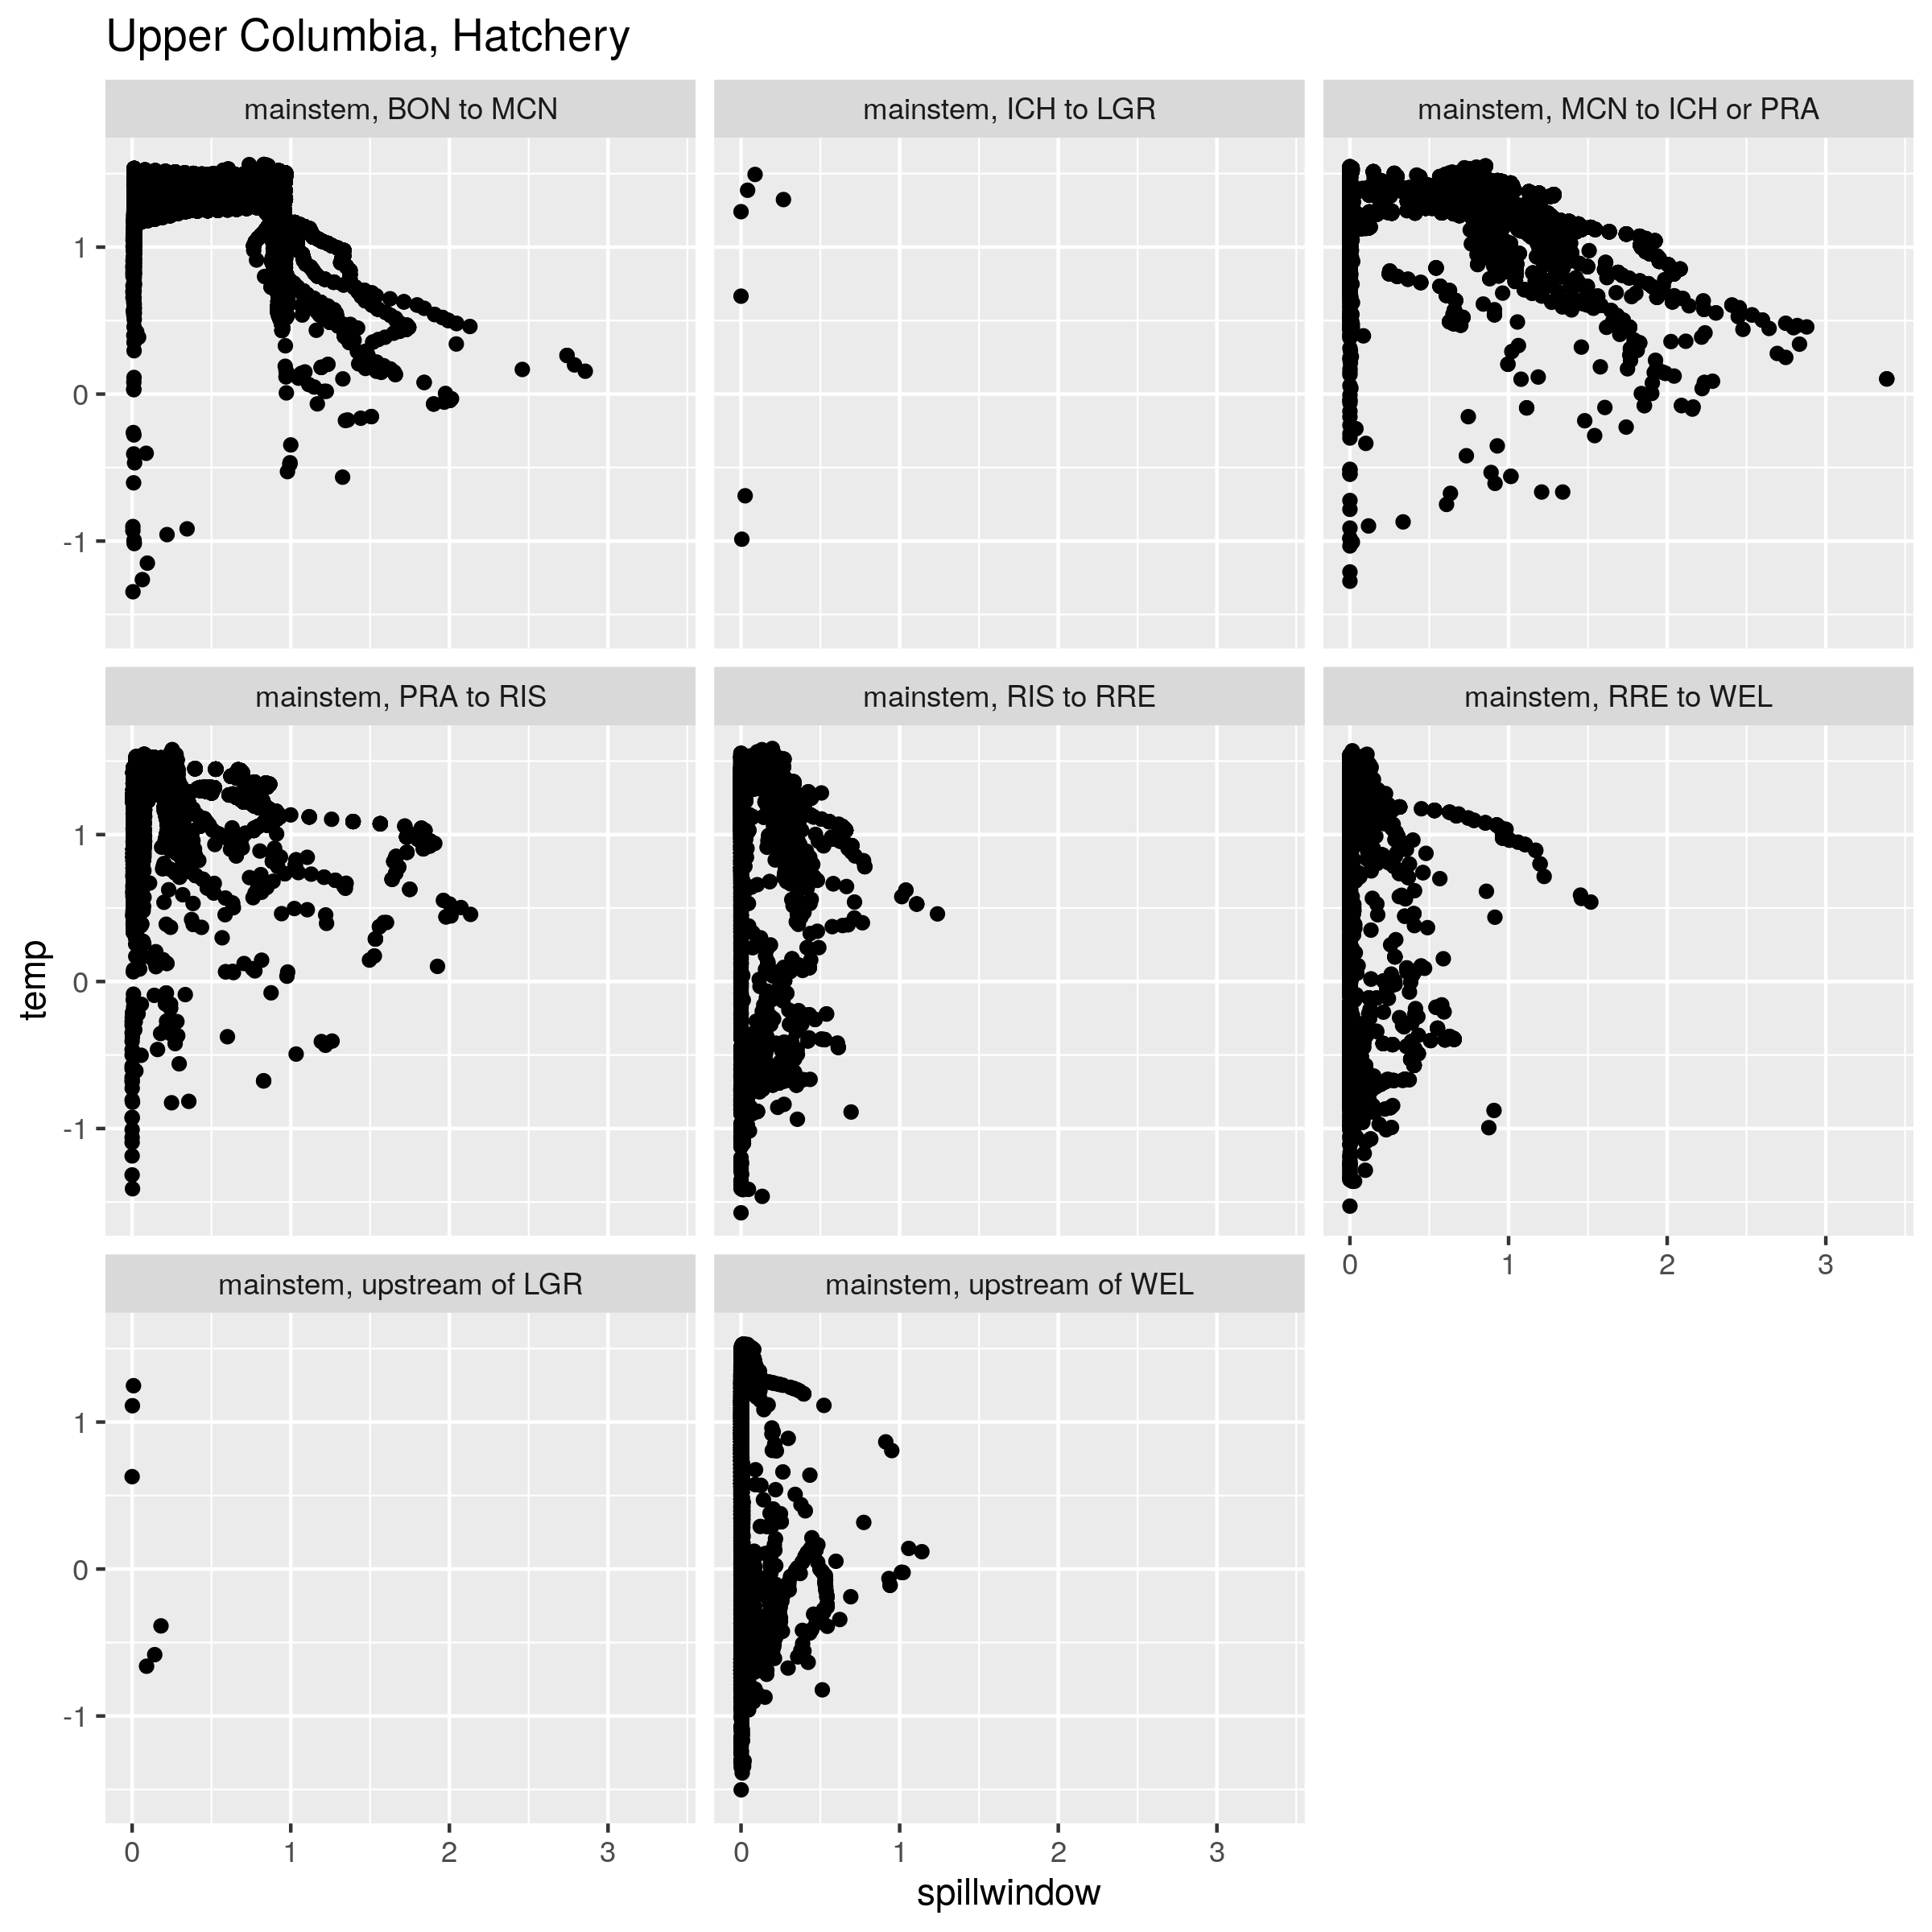 Upper Columbia, Hatchery
mainstem, BON to MCN
mainstem, ICH to LGR
mainstem, MCN to ICH or PRA
1
0
-1
mainstem, PRA to RIS
mainstem, RIS to RRE
mainstem, RRE to WEL
1
0
-1
0 1 2 3
temp
mainstem, upstream of LGR
mainstem, upstream of WEL
1
0
-1
0 1 2 3
0 1 2 3
spillwindow